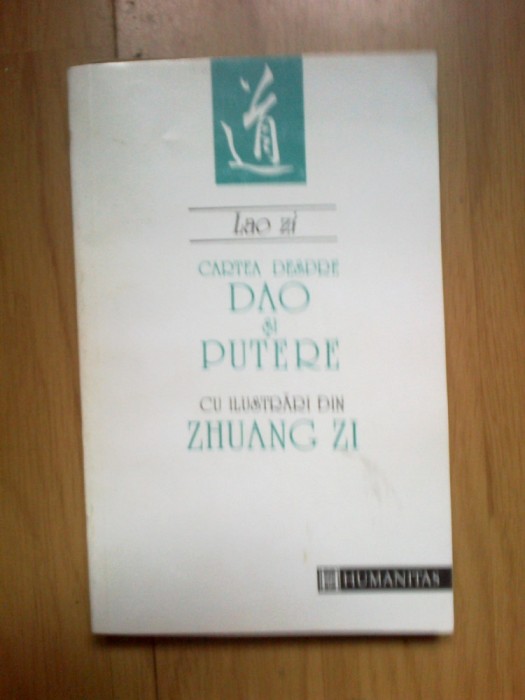 道
Lao zi
CARTEA DESPRE
DAO
ȘI
PUTERE
CU ILUSTRĂRI DIN
ZHUANG ZI
HUMANITAS